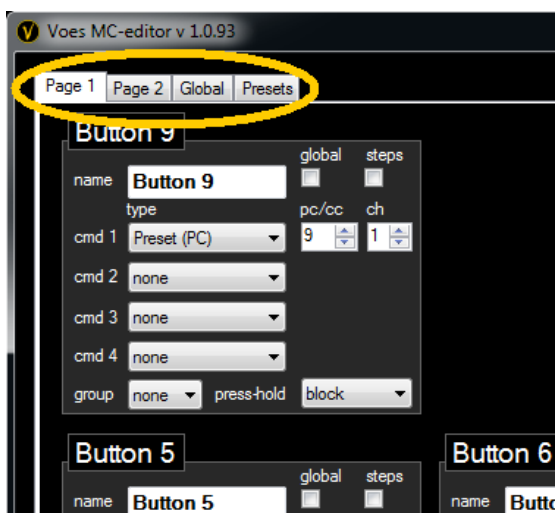 V Voes MC-editor v 1.0.93
Page 1 Page 2 Global Presets
Button 9
global steps
name Button 9
type pc/cc ch
cmd 1 Preset (PC) 9 1
cmd 2 none
cmd 3 none
cmd 4 none
group none press-hold block
Button 5 Button 6
global steps
name Button 5 name